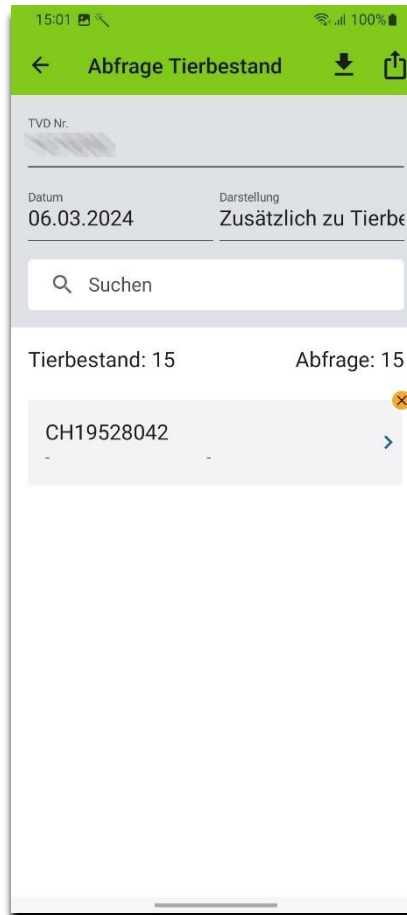 15:01 100%
Abfrage Tierbestand
TVD Nr.
Datum Darstellung
06.03.2024 Zusätzlich zu Tierbe
Suchen
Tierbestand: 15 Abfrage: 15
CH19528042
- -